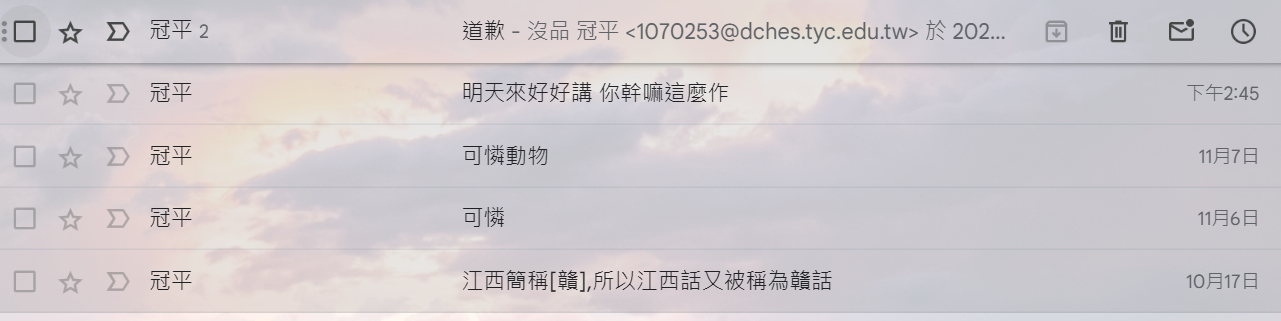 冠平 2 道歉 - 沒品 冠平 <1070253@dches.tyc.edu.tw> 於 202...
冠平 明天來好好講 你幹嘛這麼作 下午2:45
冠平 可憐動物 11月7日
冠平 可憐 11月6日
冠平 江西簡稱[贛],所以江西話又被稱為贛話 10月17日